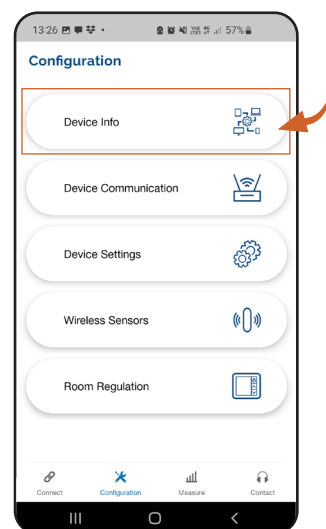 13:26 57%
Configuration
Device Info
Device Communication
Device Settings
Wireless Sensors
Room Regulation
Connect Configuration Measure Contact